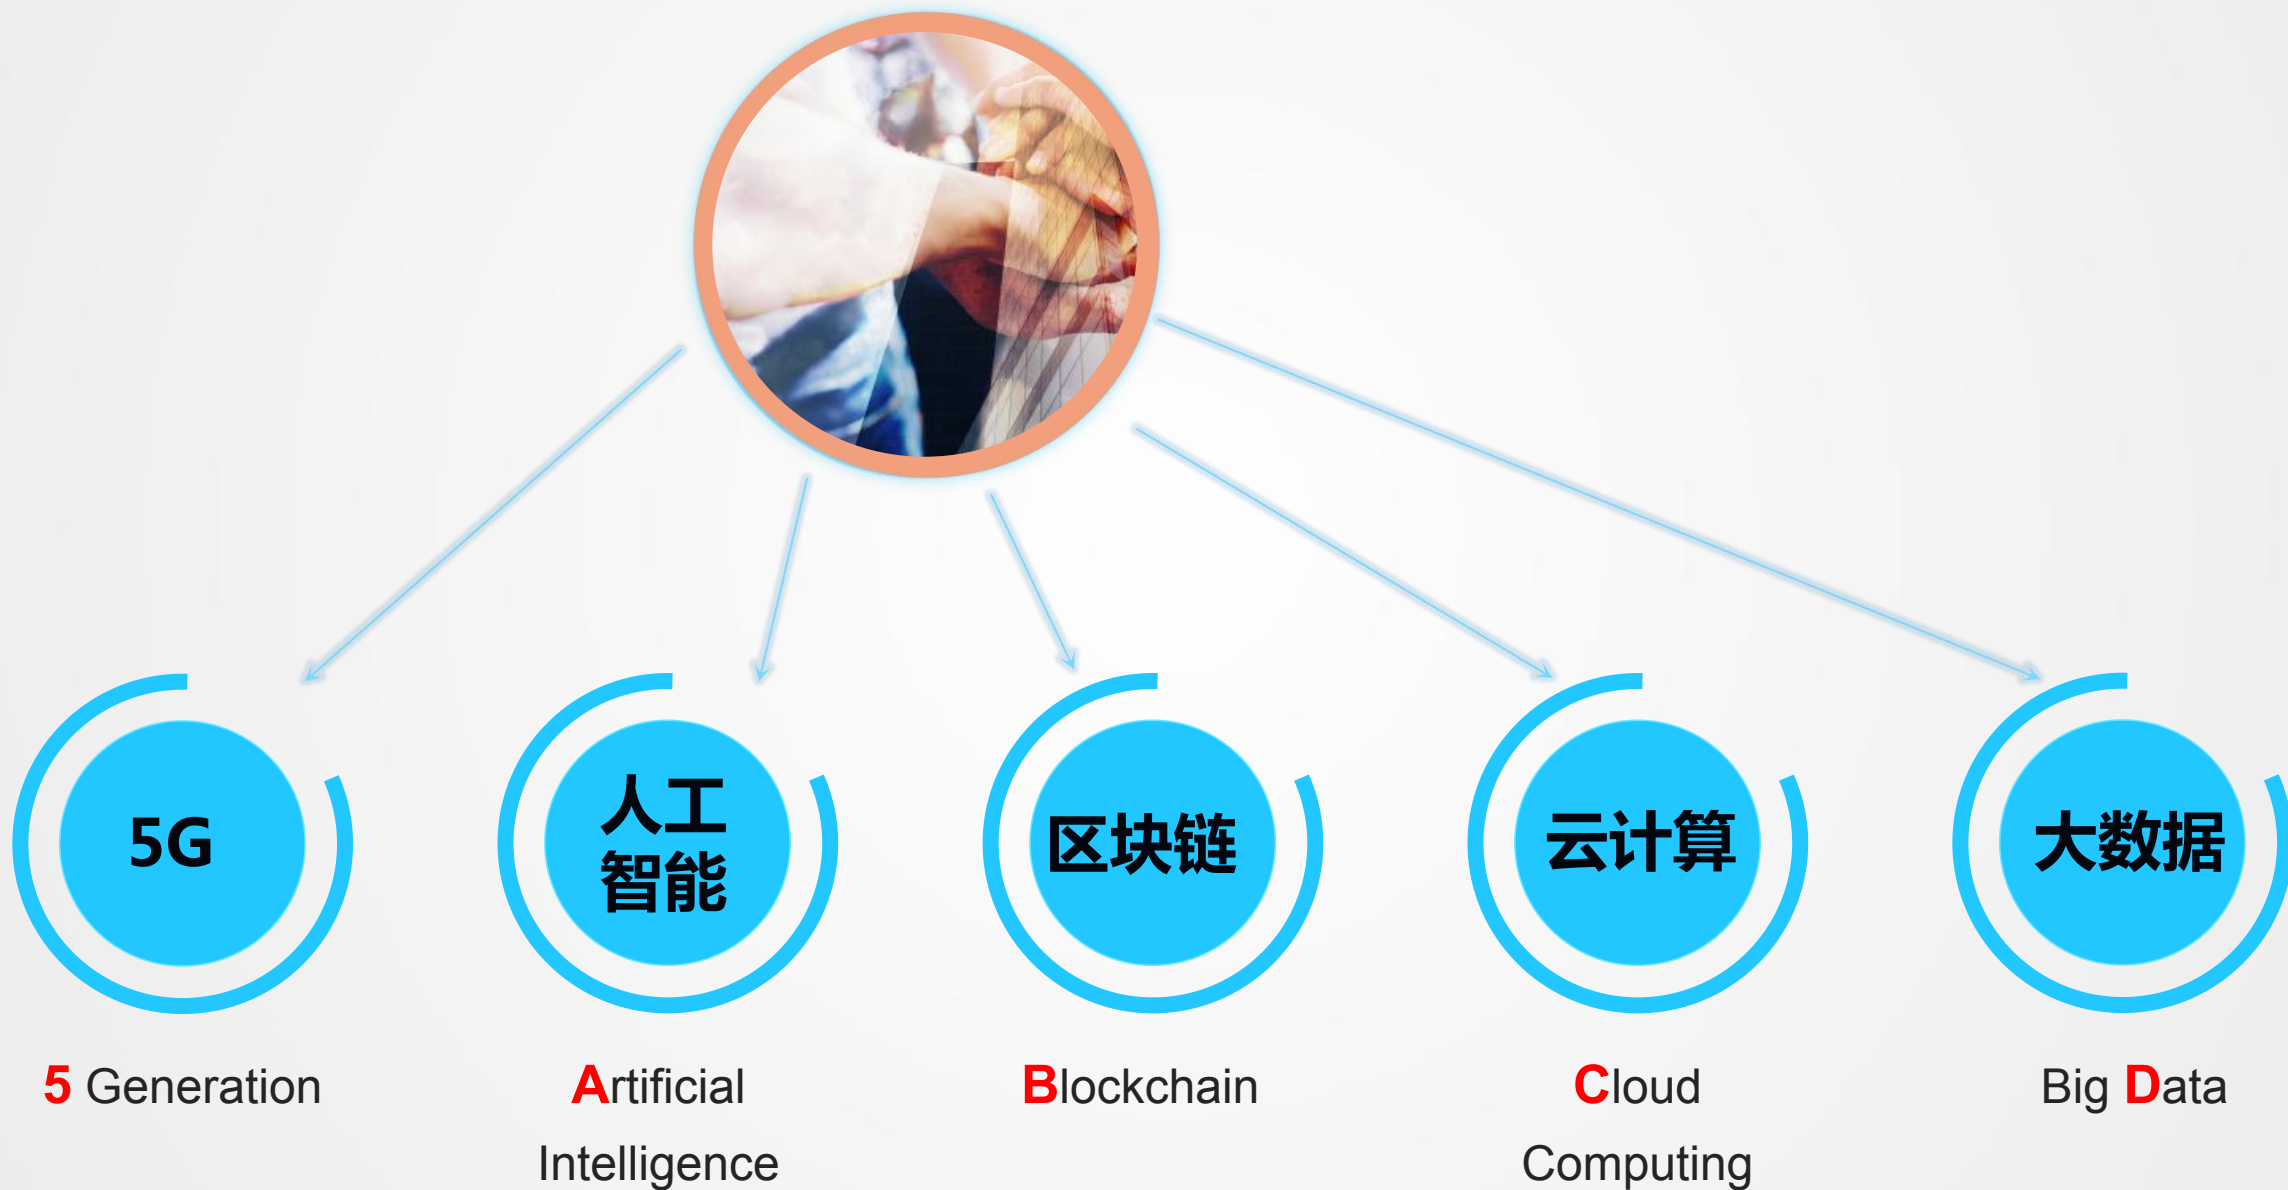 5G
人工
智能
区块链
云计算
大数据
5 Generation
Artificial
Intelligence
Blockchain
Cloud
Computing
Big Data